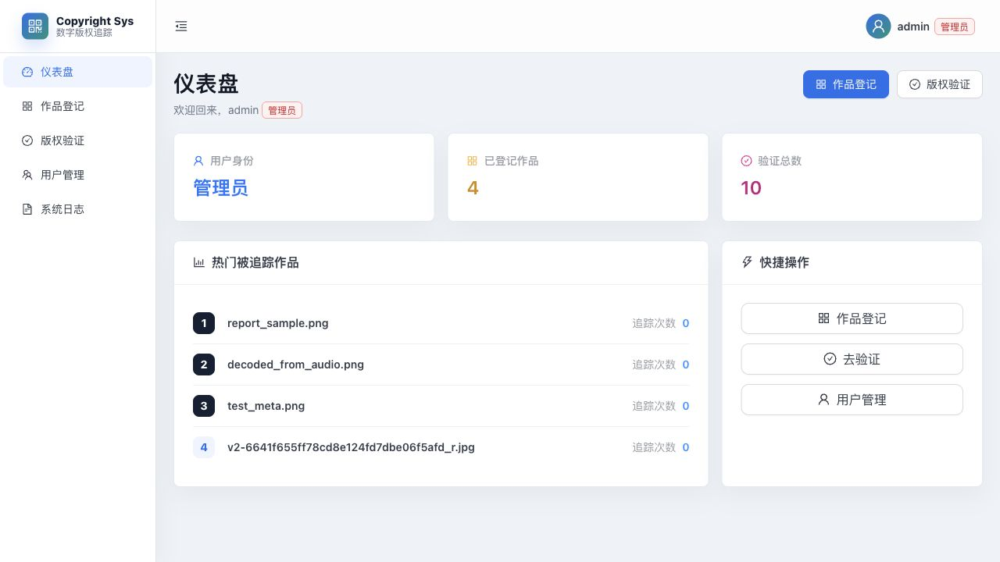 Copyright Sys
数字版权追踪
admin 管理员
仪表盘
作品登记
版权验证
用户管理
系统日志
仪表盘
欢迎回来，admin 管理员
作品登记
版权验证
用户身份
管理员
已登记作品
4
验证总数
10
热门被追踪作品
1 report_sample.png 追踪次数 0
2 decoded_from_audio.png 追踪次数 0
3 test_meta.png 追踪次数 0
4 v2-6641f655ff78cd8e124fd7dbe06f5afd_r.jpg 追踪次数 0
快捷操作
作品登记
去验证
用户管理